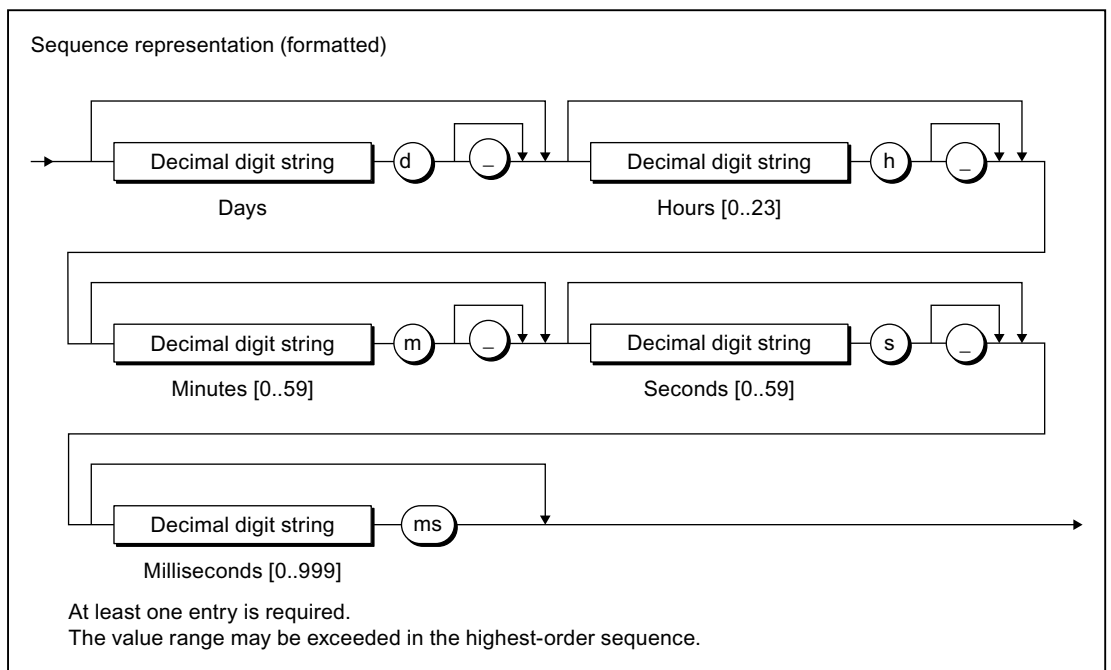 Sequence representation (formatted)
Decimal digit string d _ Decimal digit string h _
Days Hours [0..23]
Decimal digit string m _ Decimal digit string s _
Minutes [0..59] Seconds [0..59]
Decimal digit string ms
Milliseconds [0..999]
At least one entry is required.
The value range may be exceeded in the highest-order sequence.